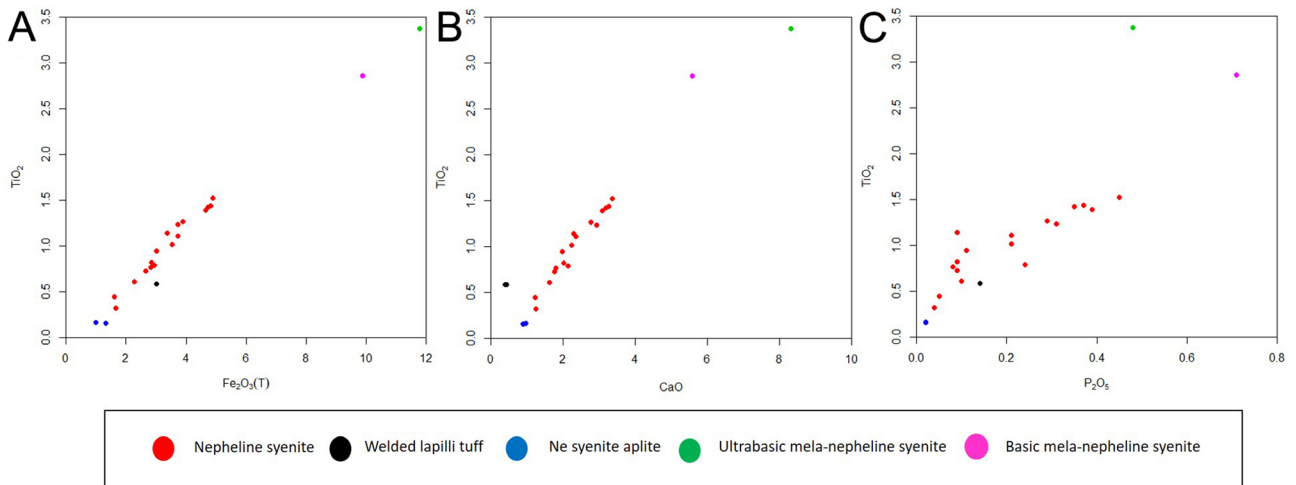 A
3.5
3.0
2.5
2.0
1.5
1.0
0.5
0.0
TiO₂
0 2 4 6 8 10 12
Fe₂O₃(T)
B
3.5
3.0
2.5
2.0
1.5
1.0
0.5
0.0
TiO₂
0 2 4 6 8 10
CaO
C
3.5
3.0
2.5
2.0
1.5
1.0
0.5
0.0
TiO₂
0.0 0.2 0.4 0.6 0.8
P₂O₅
Nepheline syenite Welded lapilli tuff Ne syenite aplite Ultrabasic mela-nepheline syenite Basic mela-nepheline syenite